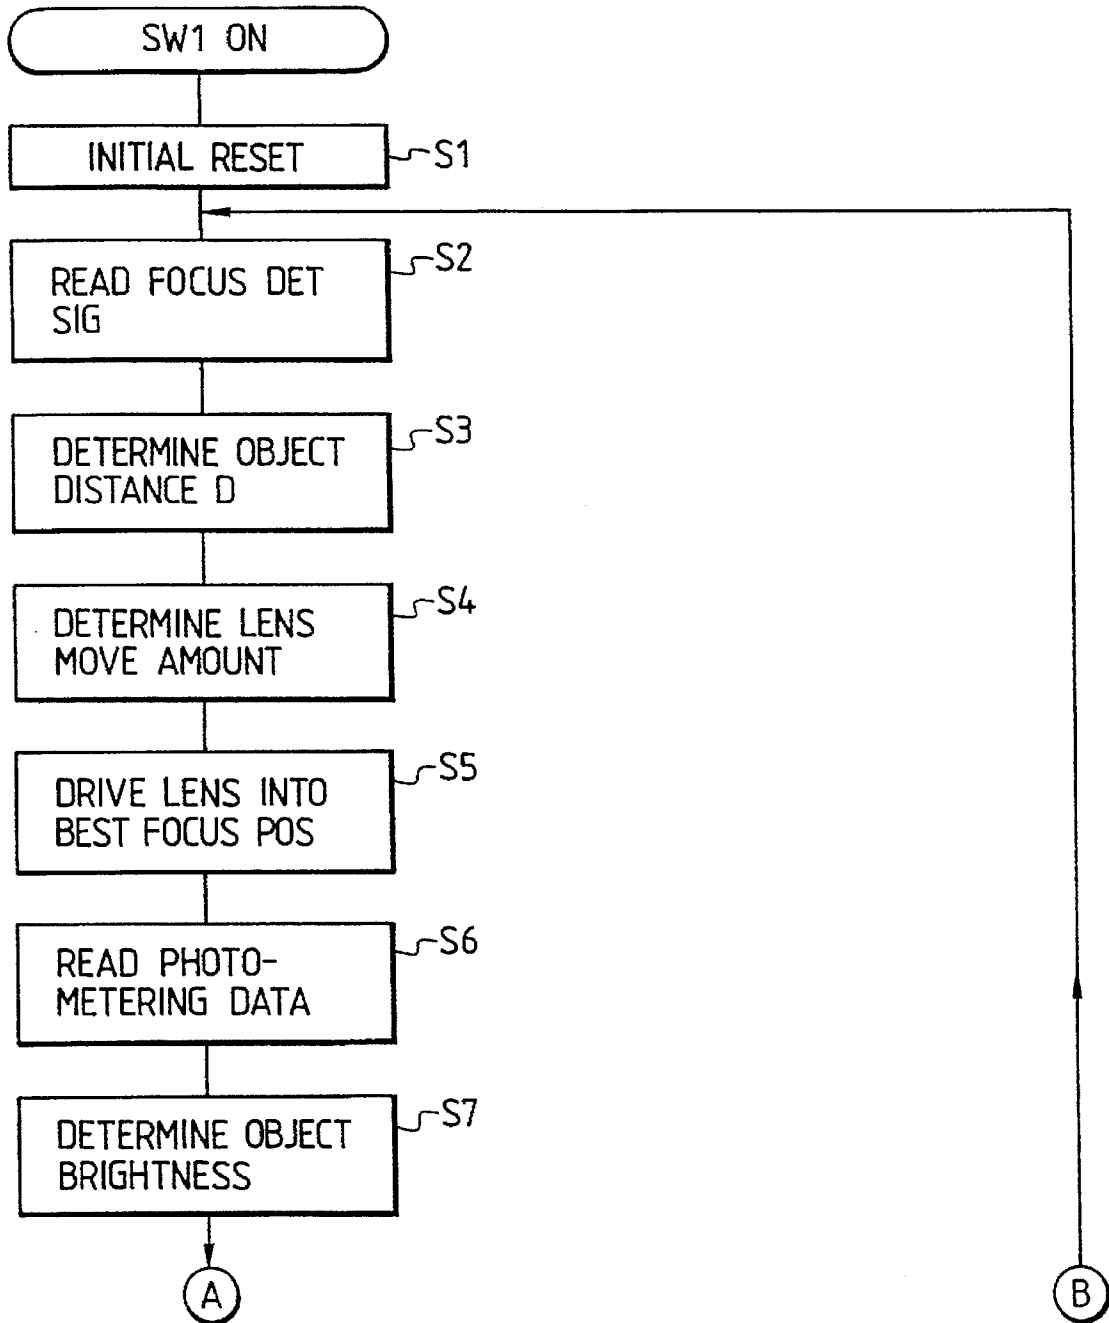 SW1 ON
INITIAL RESET
S1
S2
READ FOCUS DET
SIG
S3
DETERMINE OBJECT
DISTANCE D
S4
DETERMINE LENS
MOVE AMOUNT
S5
DRIVE LENS INTO
BEST FOCUS POS
S6
READ PHOTO-
METERING DATA
S7
DETERMINE OBJECT
BRIGHTNESS
A
B